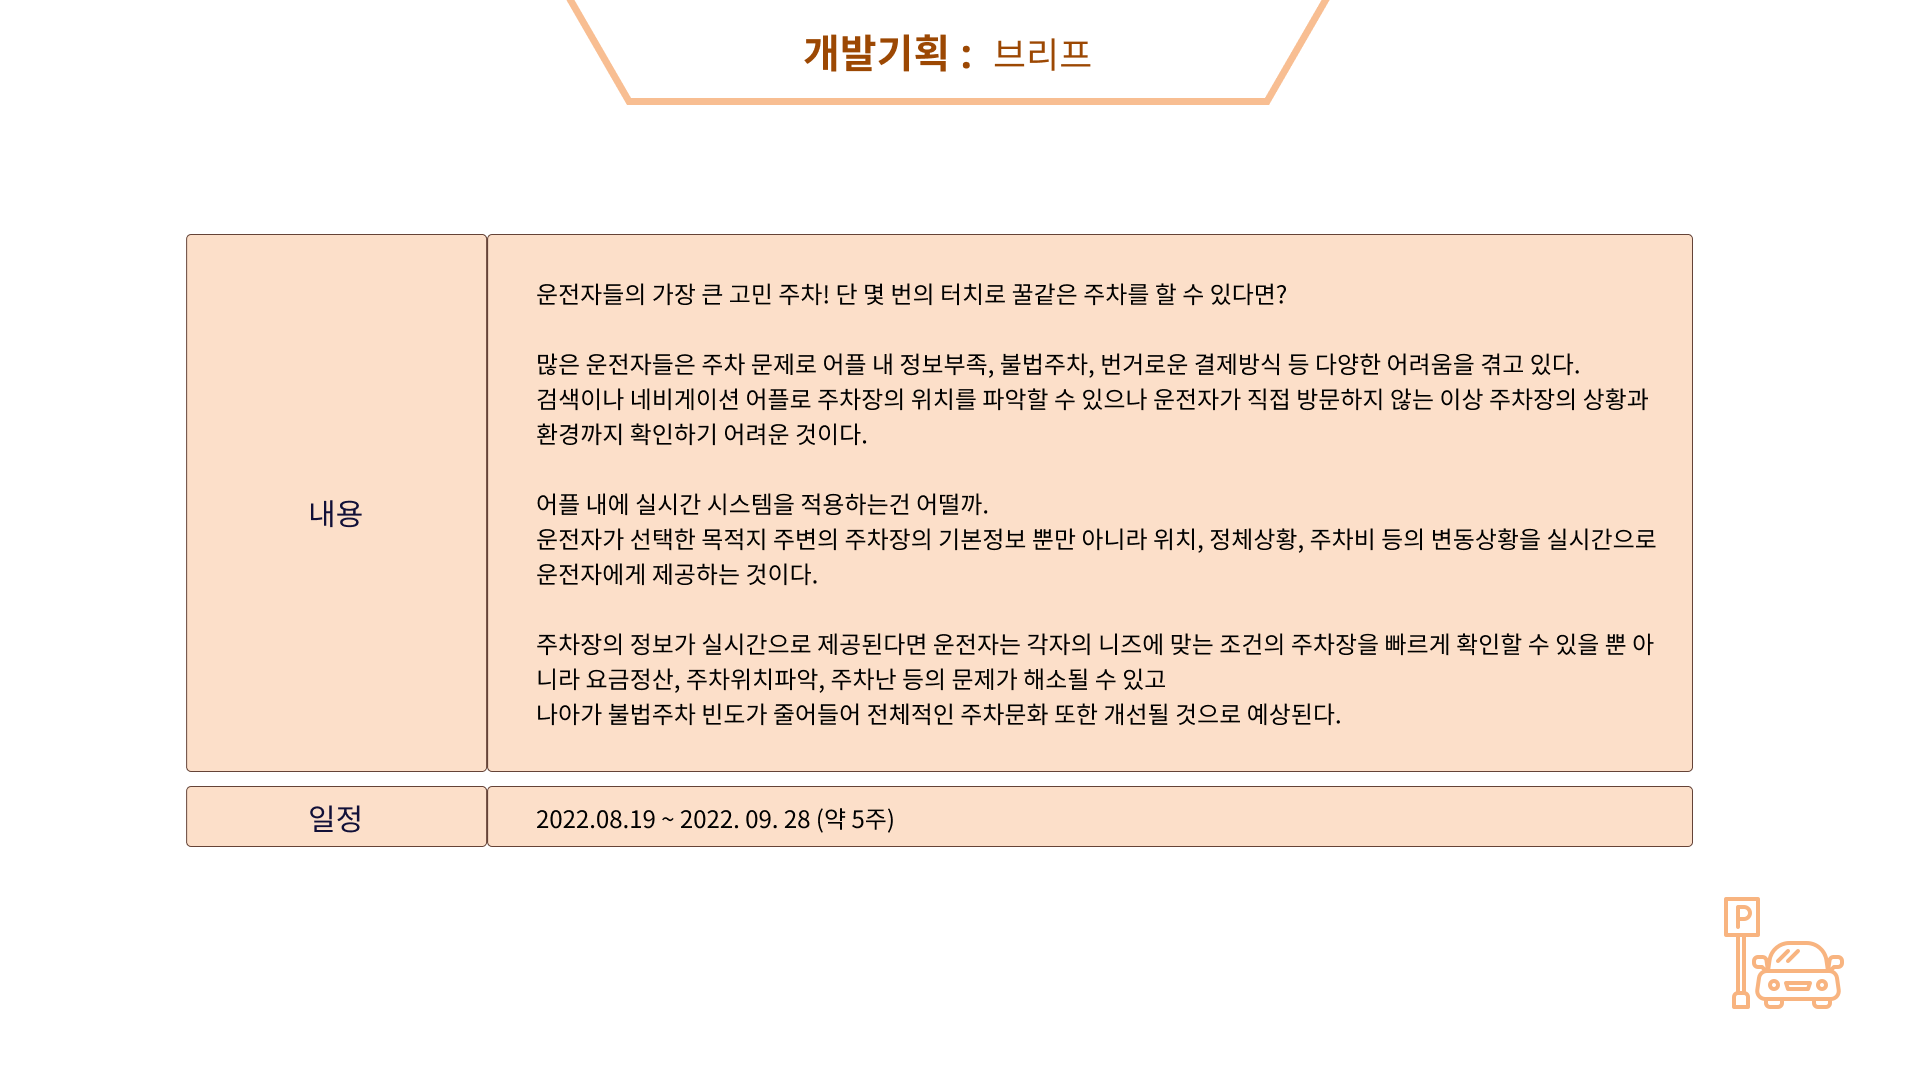 개발기획 : 브리프
내용
운전자들의 가장 큰 고민 주차! 단 몇 번의 터치로 꿀같은 주차를 할 수 있다면?
많은 운전자들은 주차 문제로 어플 내 정보부족, 불법주차, 번거로운 결제방식 등 다양한 어려움을 겪고 있다.
검색이나 네비게이션 어플로 주차장의 위치를 파악할 수 있으나 운전자가 직접 방문하지 않는 이상 주차장의 상황과
환경까지 확인하기 어려운 것이다.
어플 내에 실시간 시스템을 적용하는건 어떨까.
운전자가 선택한 목적지 주변의 주차장의 기본정보 뿐만 아니라 위치, 정체상황, 주차비 등의 변동상황을 실시간으로
운전자에게 제공하는 것이다.
주차장의 정보가 실시간으로 제공된다면 운전자는 각자의 니즈에 맞는 조건의 주차장을 빠르게 확인할 수 있을 뿐 아
니라 요금정산, 주차위치파악, 주차난 등의 문제가 해소될 수 있고
나아가 불법주차 빈도가 줄어들어 전체적인 주차문화 또한 개선될 것으로 예상된다.
일정
2022.08.19 ~ 2022. 09. 28 (약 5주)
P